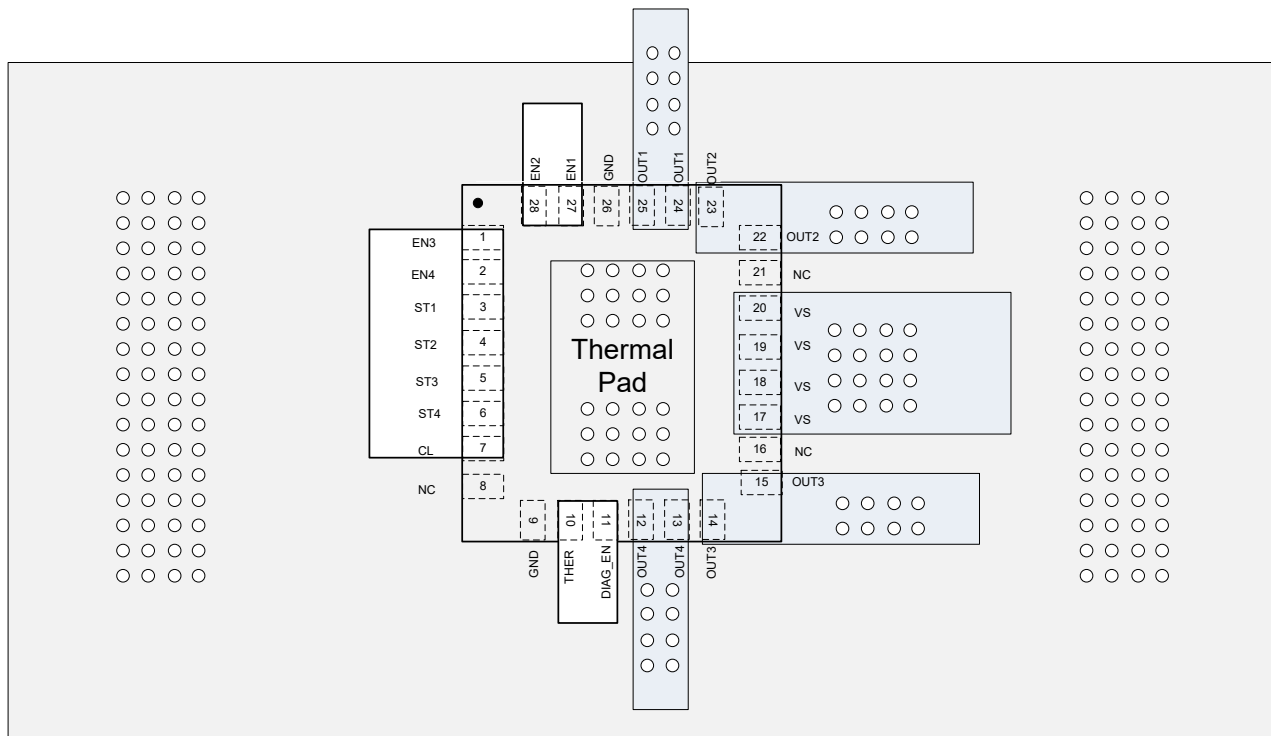 EN2
EN1
GND
OUT1
OUT1
OUT2
28
27
26
25
24
23
EN3 1
22 OUT2
EN4 2
21 NC
ST1 3
20 VS
ST2 4
19 VS
ST3 5
18 VS
ST4 6
17 VS
CL 7
16 NC
NC 8
15 OUT3
Thermal
Pad
9
10
11
12
13
14
GND
THER
DIAG_EN
OUT4
OUT4
OUT3